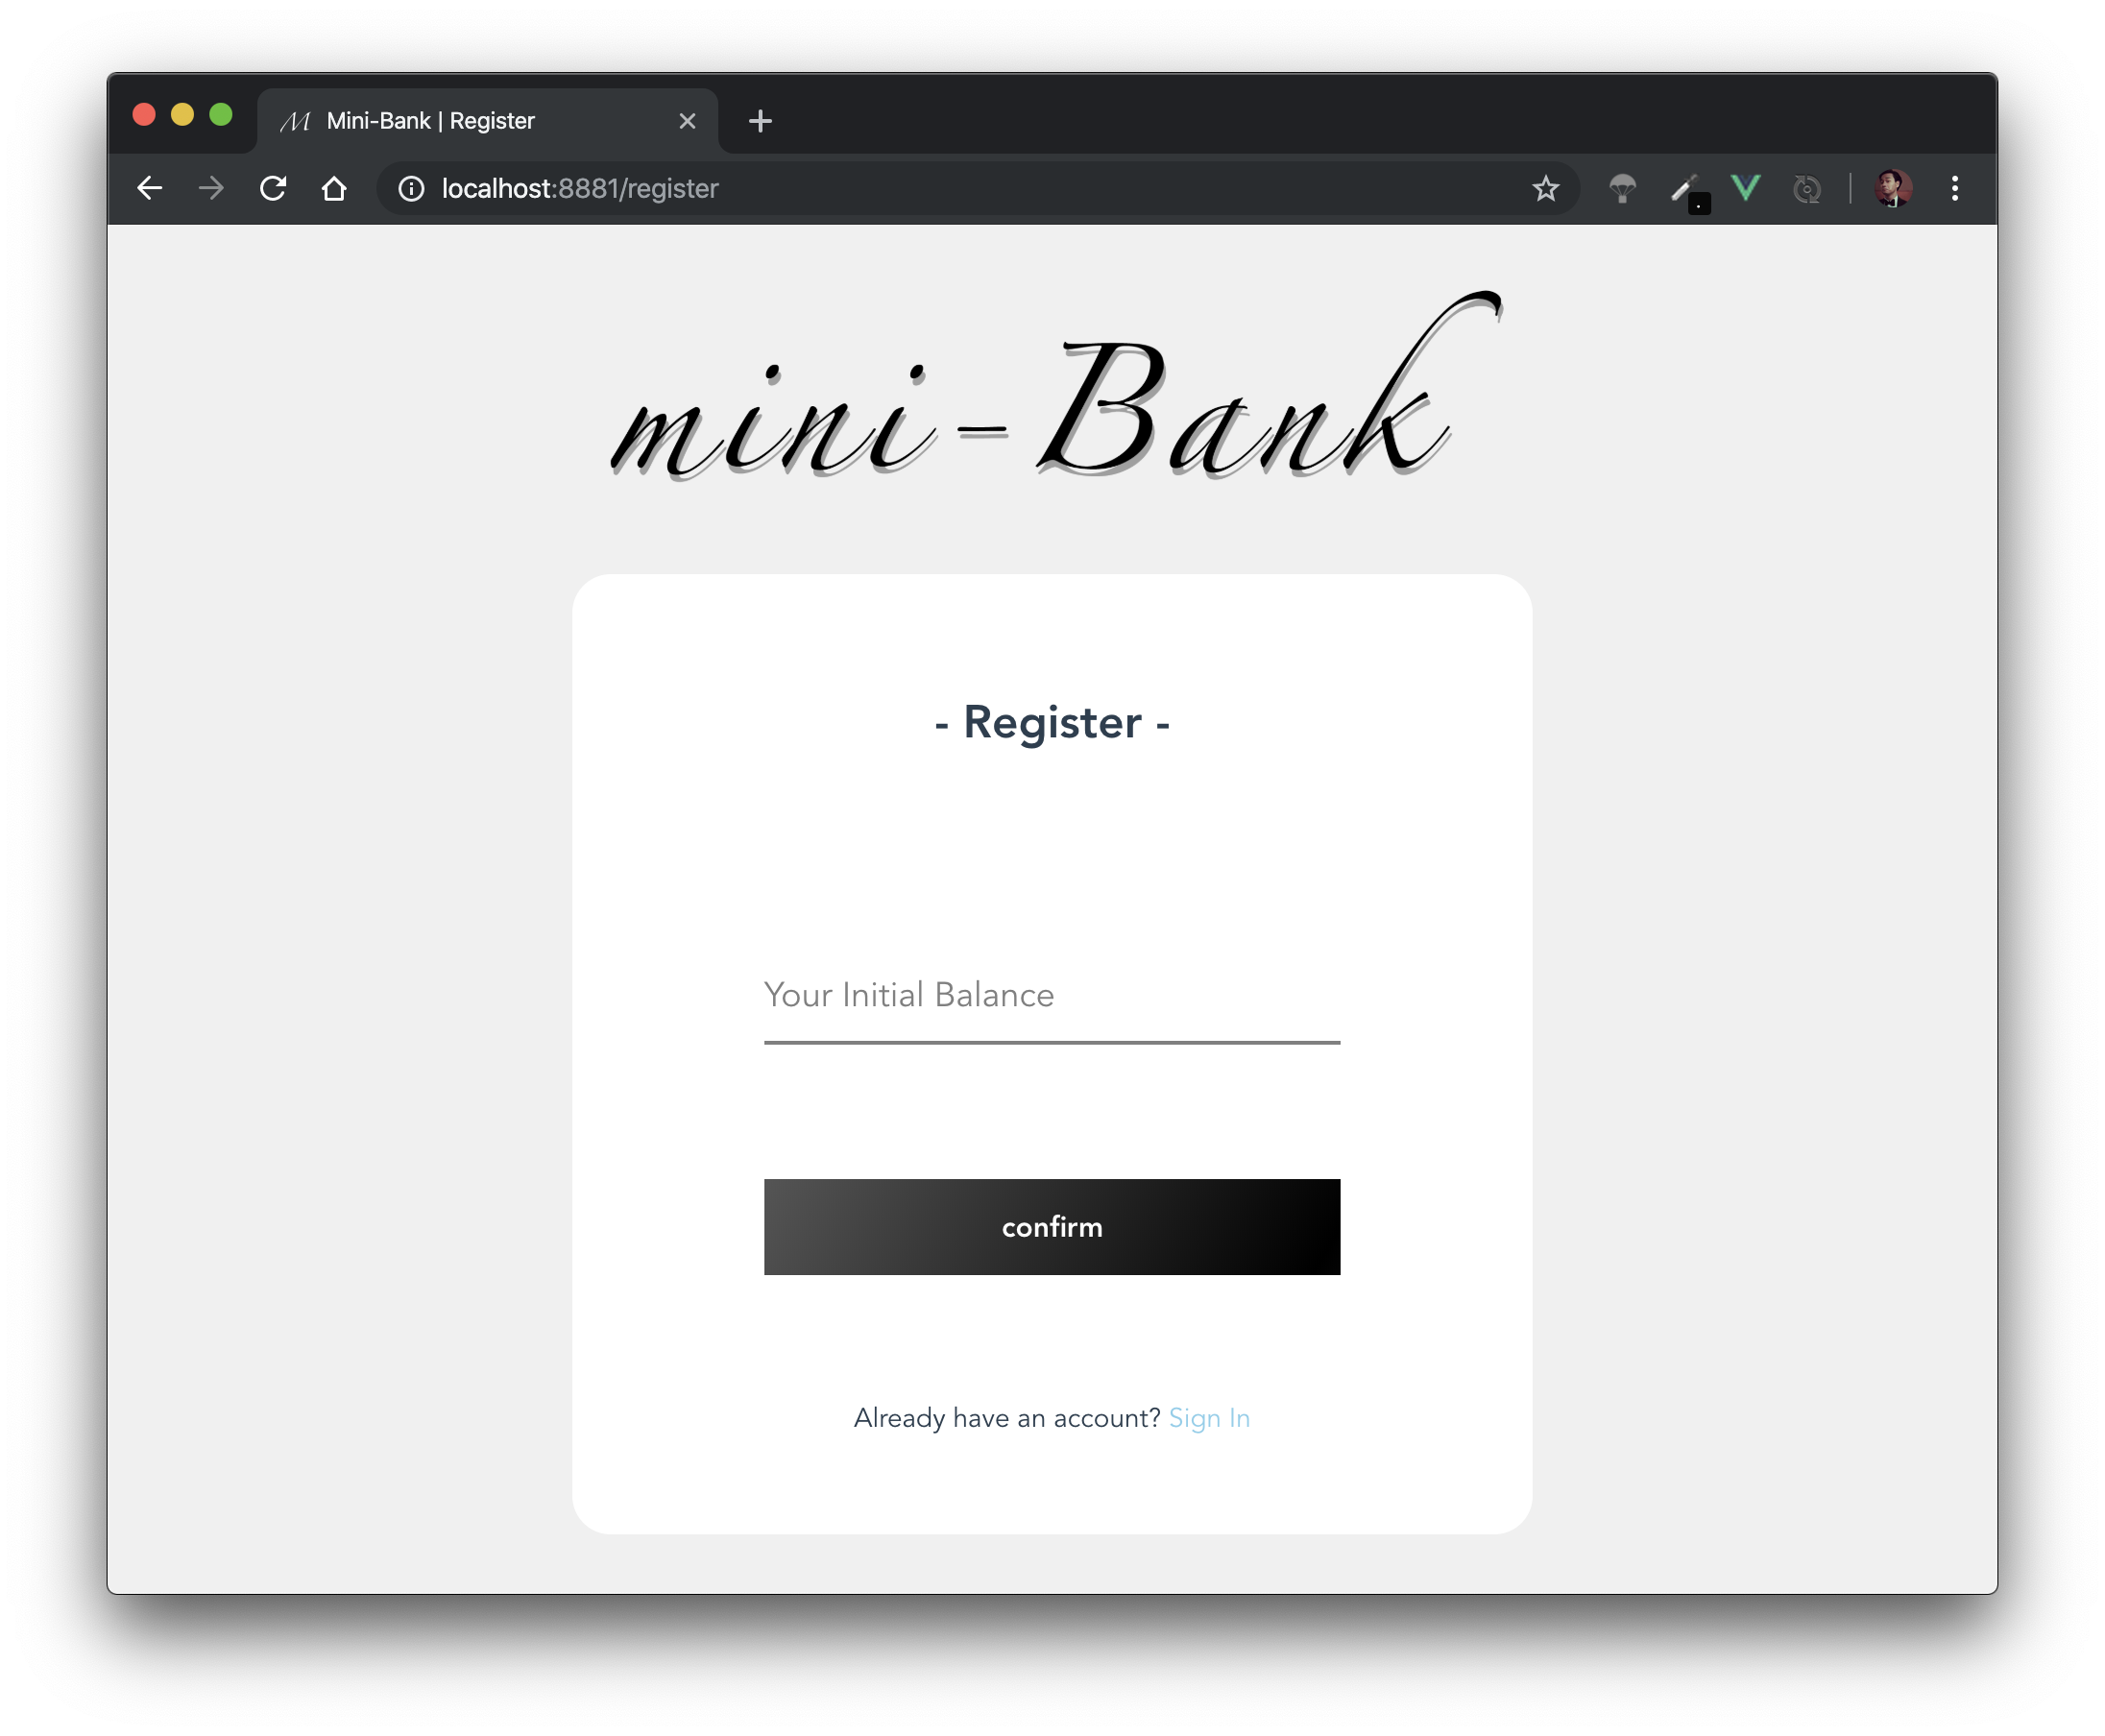 Mini-Bank | Register
localhost:8881/register
mini-Bank
- Register -
Your Initial Balance
confirm
Already have an account? Sign In